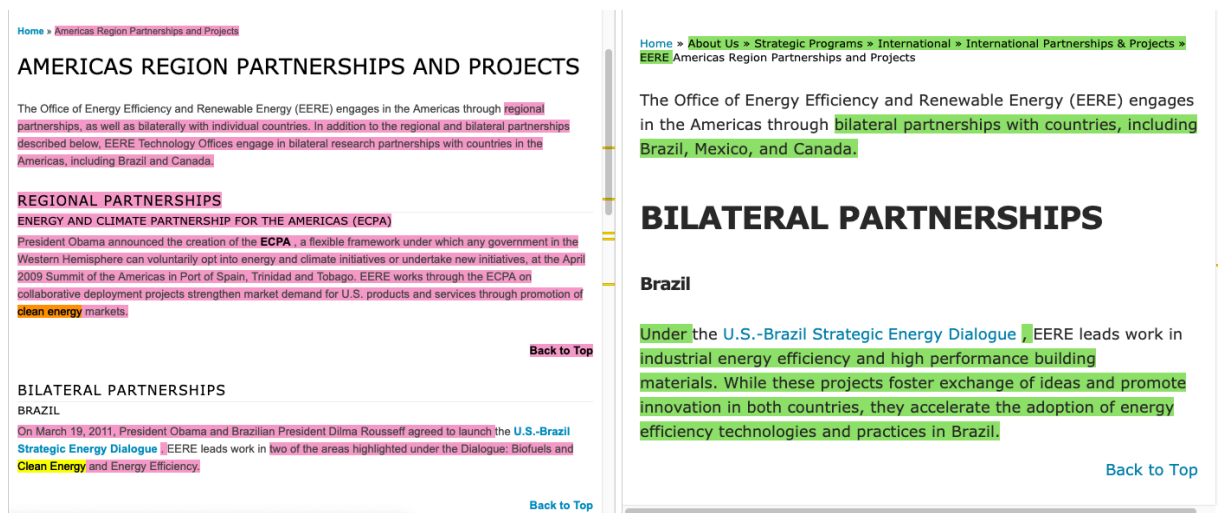 Home » Americas Region Partnerships and Projects
AMERICAS REGION PARTNERSHIPS AND PROJECTS
The Office of Energy Efficiency and Renewable Energy (EERE) engages in the Americas through regional
partnerships, as well as bilaterally with individual countries. In addition to the regional and bilateral partnerships
described below, EERE Technology Offices engage in bilateral research partnerships with countries in the
Americas, including Brazil and Canada.
REGIONAL PARTNERSHIPS
ENERGY AND CLIMATE PARTNERSHIP FOR THE AMERICAS (ECPA)
President Obama announced the creation of the ECPA , a flexible framework under which any government in the
Western Hemisphere can voluntarily opt into energy and climate initiatives or undertake new initiatives, at the April
2009 Summit of the Americas in Port of Spain, Trinidad and Tobago. EERE works through the ECPA on
collaborative deployment projects strengthen market demand for U.S. products and services through promotion of
clean energy markets.
Back to Top
BILATERAL PARTNERSHIPS
BRAZIL
On March 19, 2011, President Obama and Brazilian President Dilma Rousseff agreed to launch the U.S.-Brazil
Strategic Energy Dialogue . EERE leads work in two of the areas highlighted under the Dialogue: Biofuels and
Clean Energy and Energy Efficiency.
Back to Top
Home » About Us » Strategic Programs » International » International Partnerships & Projects »
EERE Americas Region Partnerships and Projects
The Office of Energy Efficiency and Renewable Energy (EERE) engages
in the Americas through bilateral partnerships with countries, including
Brazil, Mexico, and Canada.
BILATERAL PARTNERSHIPS
Brazil
Under the U.S.-Brazil Strategic Energy Dialogue , EERE leads work in
industrial energy efficiency and high performance building
materials. While these projects foster exchange of ideas and promote
innovation in both countries, they accelerate the adoption of energy
efficiency technologies and practices in Brazil.
Back to Top